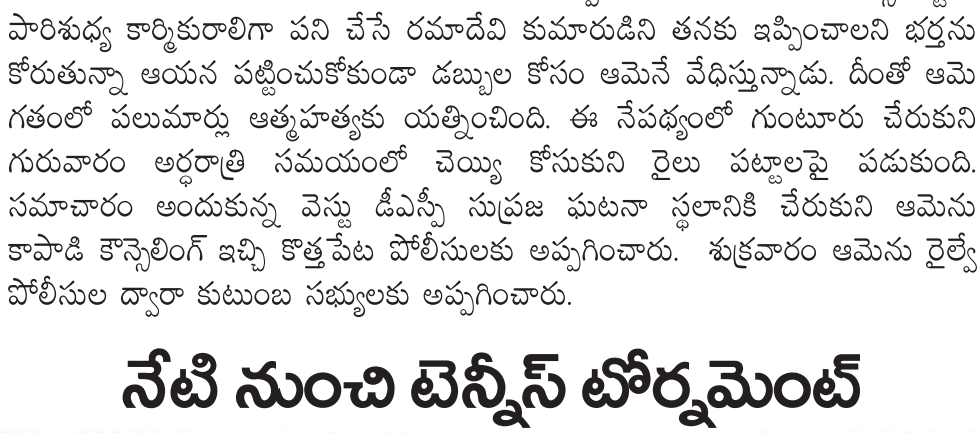 పారిశుధ్య కార్మికురాలిగా పని చేసే రమాదేవి కుమారుడిని తనకు ఇప్పించాలని భర్తను
కోరుతున్నా ఆయన పట్టించుకోకుండా డబ్బుల కోసం ఆమెనే వేధిస్తున్నాడు. దీంతో ఆమె
గతంలో పలుమార్లు ఆత్మహత్యకు యత్నించింది. ఈ నేపథ్యంలో గుంటూరు చేరుకుని
గురువారం అర్ధరాత్రి సమయంలో చెయ్యి కోసుకుని రైలు పట్టాలపై పడుకుంది.
సమాచారం అందుకున్న వెస్టు డీఎస్పీ సుప్రజ ఘటనా స్థలానికి చేరుకుని ఆమెను
కాపాడి కౌన్సెలింగ్ ఇచ్చి కొత్తపేట పోలీసులకు అప్పగించారు. శుక్రవారం ఆమెను రైల్వే
పోలీసుల ద్వారా కుటుంబ సభ్యులకు అప్పగించారు.
నేటి నుంచి టెన్నీస్ టోర్నమెంట్